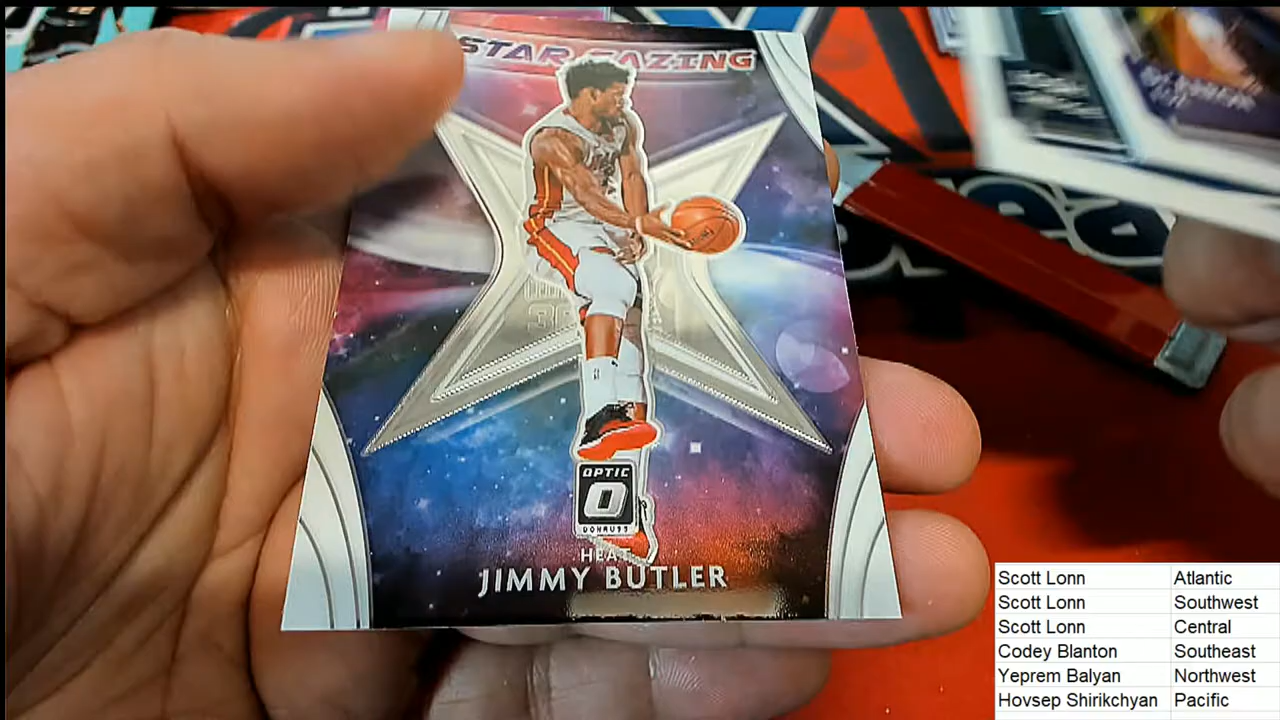 STAR GAZING
OPTIC
DONRUSS
HEAT
JIMMY BUTLER
Scott Lonn Atlantic
Scott Lonn Southwest
Scott Lonn Central
Codey Blanton Southeast
Yeprem Balyan Northwest
Hovsep Shirikchyan Pacific